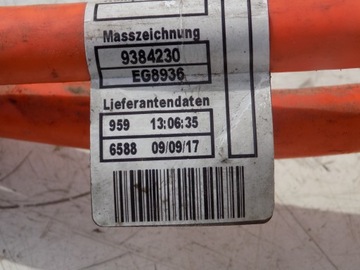 Masszeichnung
9384230
EG8936
Lieferantendaten
959 13:06:35
6588 09/09/17